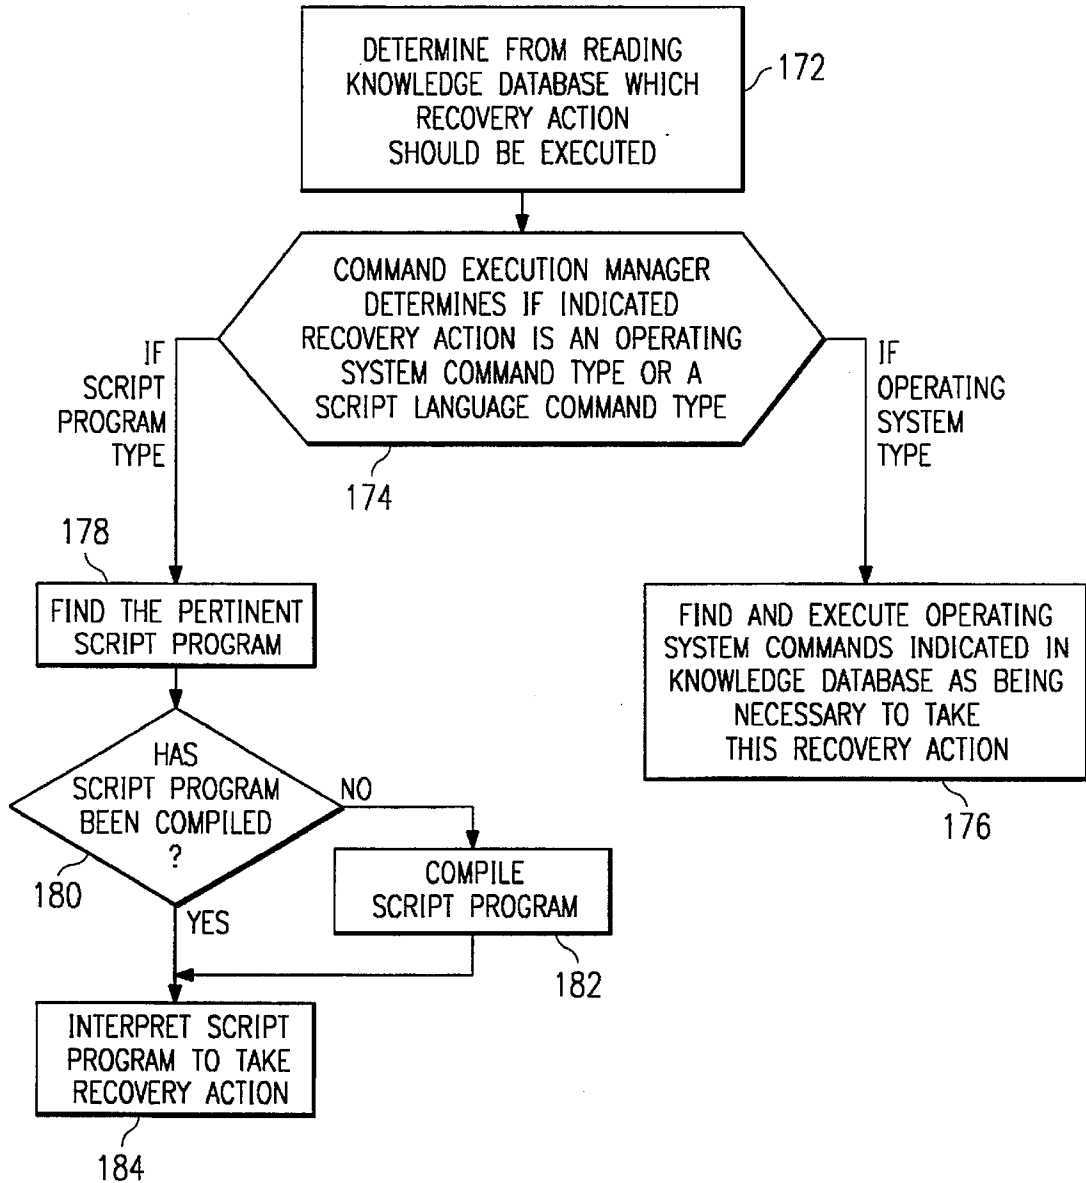 DETERMINE FROM READING
KNOWLEDGE DATABASE WHICH
RECOVERY ACTION
SHOULD BE EXECUTED
172
COMMAND EXECUTION MANAGER
DETERMINES IF INDICATED
RECOVERY ACTION IS AN OPERATING
SYSTEM COMMAND TYPE OR A
SCRIPT LANGUAGE COMMAND TYPE
174
IF
SCRIPT
PROGRAM
TYPE
IF
OPERATING
SYSTEM
TYPE
178
FIND THE PERTINENT
SCRIPT PROGRAM
FIND AND EXECUTE OPERATING
SYSTEM COMMANDS INDICATED IN
KNOWLEDGE DATABASE AS BEING
NECESSARY TO TAKE
THIS RECOVERY ACTION
176
HAS
SCRIPT PROGRAM
BEEN COMPILED
?
180
NO
YES
COMPILE
SCRIPT PROGRAM
182
INTERPRET SCRIPT
PROGRAM TO TAKE
RECOVERY ACTION
184